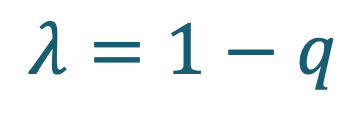 λ = 1 − q